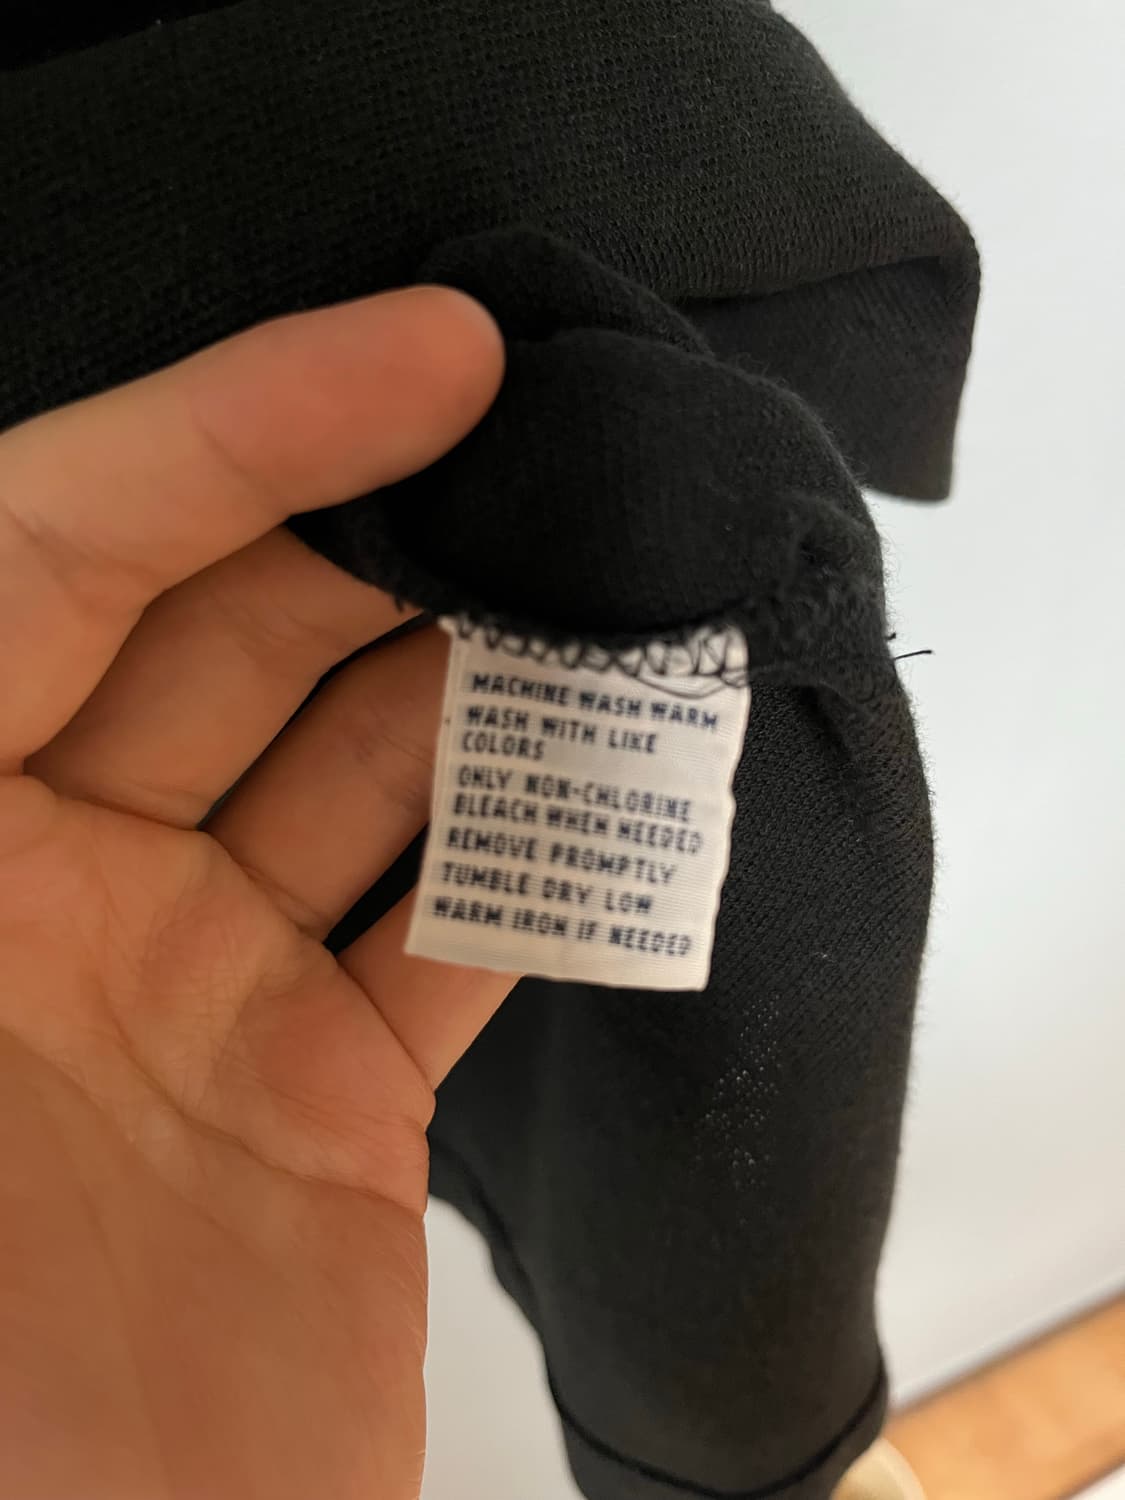 MACHINE WASH WARM
WASH WITH LIKE
COLORS
ONLY NON-CHLORINE
BLEACH WHEN NEEDED
REMOVE PROMPTLY
TUMBLE DRY LOW
WARM IRON IF NEEDED